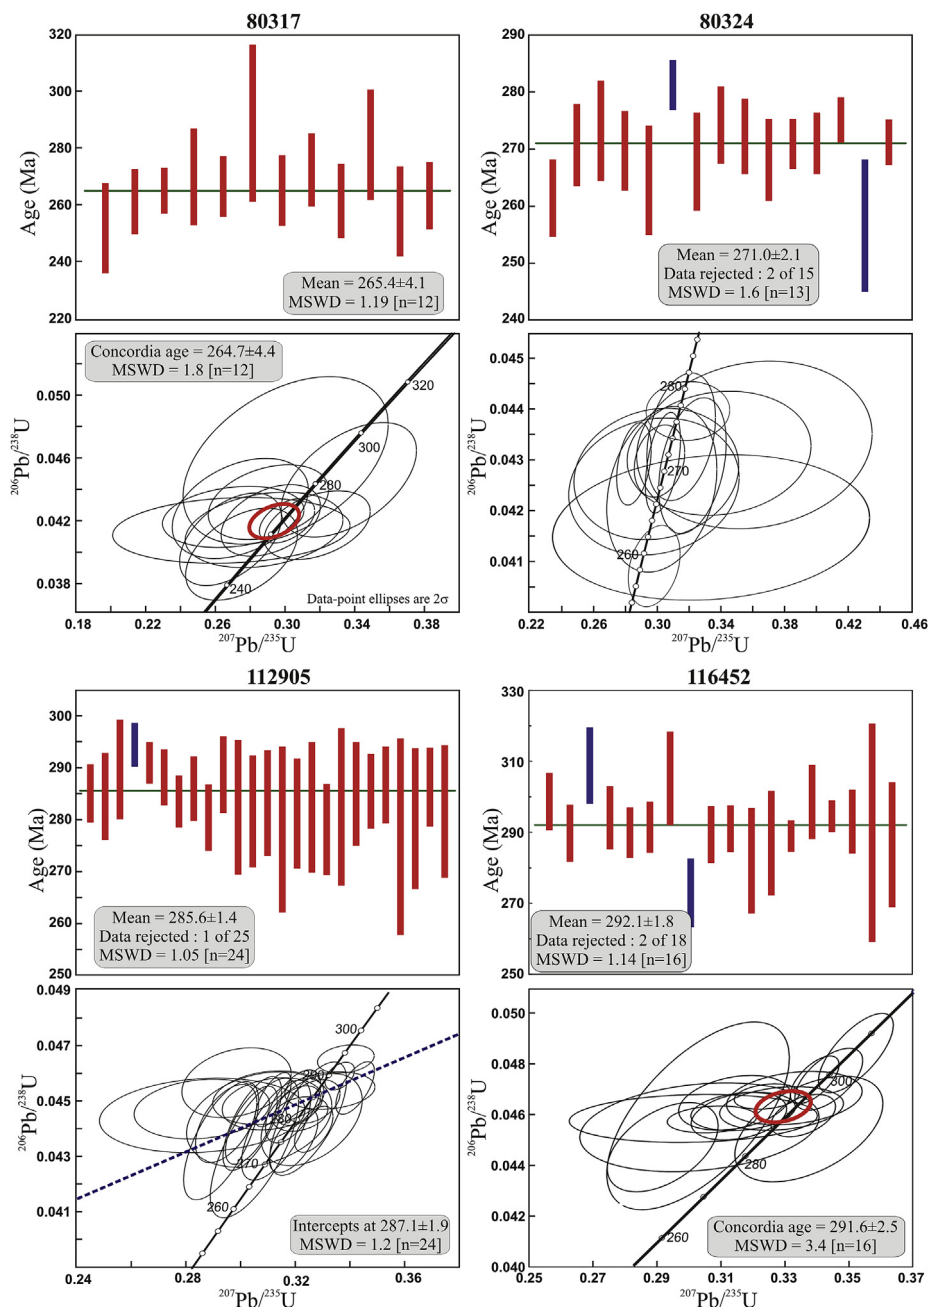 80317
320
300
280
260
240
220
Age (Ma)
Mean = 265.4±4.1
MSWD = 1.19 [n=12]
Concordia age = 264.7±4.4
MSWD = 1.8 [n=12]
0.050
0.046
0.042
0.038
206Pb/238U
320
300
280
240
Data-point ellipses are 2σ
0.18
0.22
0.26
0.30
0.34
0.38
207Pb/235U
80324
290
280
270
260
250
240
Age (Ma)
Mean = 271.0±2.1
Data rejected : 2 of 15
MSWD = 1.6 [n=13]
0.045
0.044
0.043
0.042
0.041
206Pb/238U
280
270
260
0.22
0.26
0.30
0.34
0.38
0.42
0.46
207Pb/235U
112905
300
290
280
270
260
250
Age (Ma)
Mean = 285.6±1.4
Data rejected : 1 of 25
MSWD = 1.05 [n=24]
0.049
0.047
0.045
0.043
0.041
206Pb/238U
300
290
280
270
260
Intercepts at 287.1±1.9
MSWD = 1.2 [n=24]
0.24
0.28
0.32
0.36
207Pb/235U
116452
330
310
290
270
250
Age (Ma)
Mean = 292.1±1.8
Data rejected : 2 of 18
MSWD = 1.14 [n=16]
0.050
0.048
0.046
0.044
0.042
0.040
206Pb/238U
300
280
260
Concordia age = 291.6±2.5
MSWD = 3.4 [n=16]
0.25
0.27
0.29
0.31
0.33
0.35
0.37
207Pb/235U